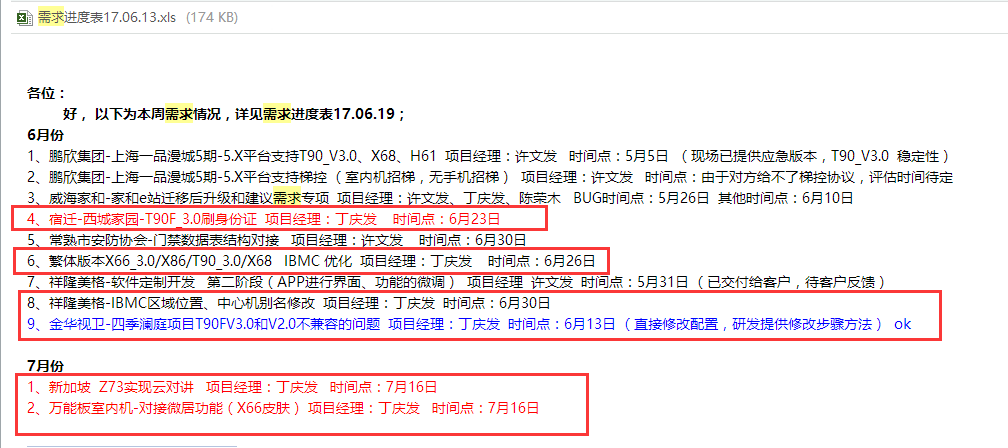 需求进度表17.06.13.xls (174 KB)
各位：
好， 以下为本周需求情况，详见需求进度表17.06.19；
6月份
1、鹏欣集团-上海一品漫城5期-5.X平台支持T90_V3.0、X68、H61 项目经理：许文发 时间点：5月5日 （ 现场已提供应急版本，T90_V3.0 稳定性 ）
2、鹏欣集团-上海一品漫城5期-5.X平台支持梯控 （ 室内机招梯，无手机招梯 ） 项目经理：许文发 时间点：由于对方给不了梯控协议，评估时间待定
3、威海家和-家和e站迁移后升级和建议需求专项 项目经理：许文发、丁庆发、陈荣木 BUG时间点：5月26日 其他时间点：6月10日
4、宿迁-西城家园-T90F_3.0刷身份证 项目经理：丁庆发 时间点：6月23日
5、常熟市安防协会-门禁数据表结构对接 项目经理：许文发 时间点：6月30日
6、繁体版本X66_3.0/X86/T90_3.0/X68 IBMC 优化 项目经理：丁庆发 时间点：6月26日
7、祥隆美格-软件定制开发 第二阶段（ APP进行界面、功能的微调 ） 项目经理 许文发 时间点：5月31日 （ 已交付给客户，待客户反馈 ）
8、祥隆美格-IBMC区域位置、中心机别名修改 项目经理：丁庆发 时间点：6月30日
9、金华视卫-四季澜庭项目T90FV3.0和V2.0不兼容的问题 项目经理：丁庆发 时间点：6月13日 （ 直接修改配置，研发提供修改步骤方法 ） ok
7月份
1、新加坡 Z73实现云对讲 项目经理：丁庆发 时间点：7月16日
2、万能板室内机-对接微居功能（ X66皮肤 ） 项目经理：丁庆发 时间点：7月16日